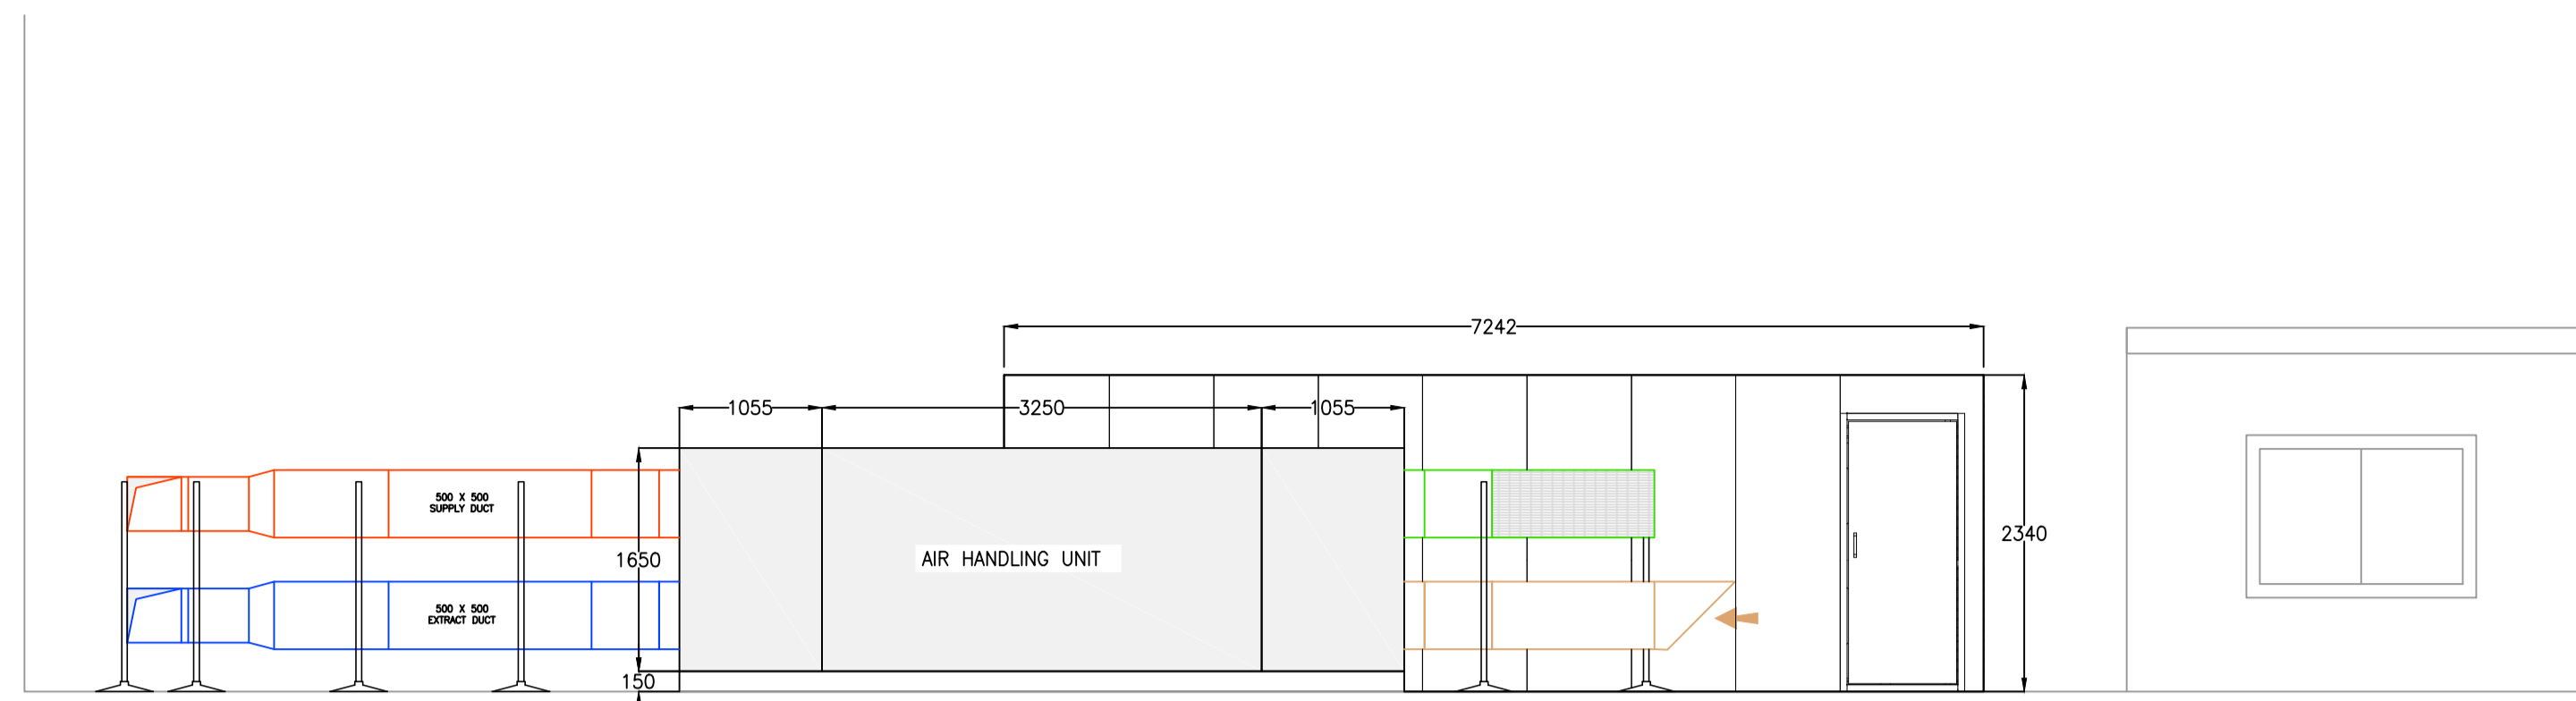 7242
1055
3250
1055
500 X 500
SUPPLY DUCT
2340
1650
AIR HANDLING UNIT
500 X 500
EXTRACT DUCT
150